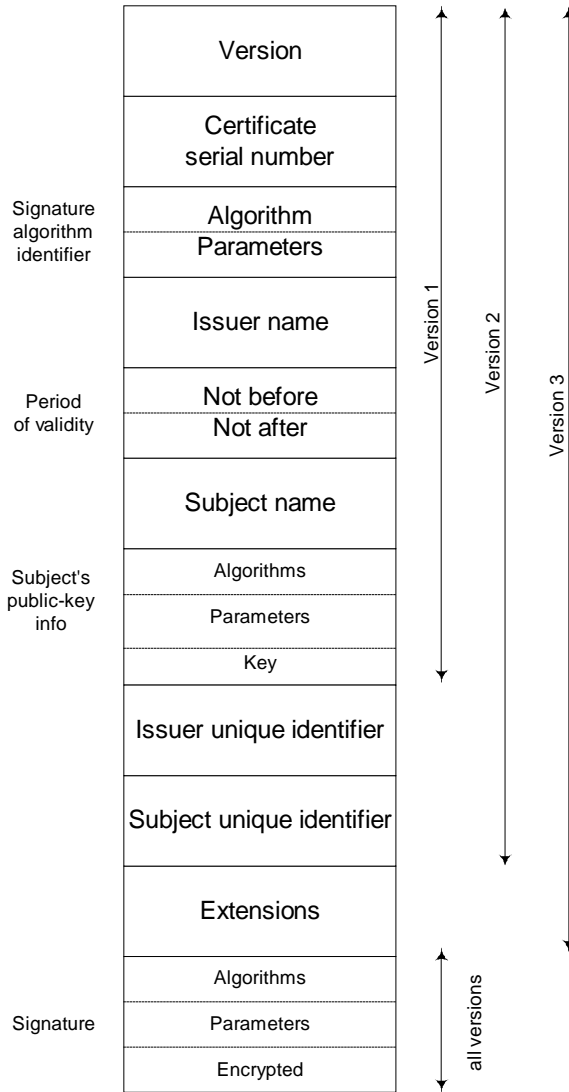 Version
Certificate
serial number
Signature
algorithm
identifier
Algorithm
Parameters
Issuer name
Period
of validity
Not before
Not after
Subject name
Subject's
public-key
info
Algorithms
Parameters
Key
Issuer unique identifier
Subject unique identifier
Extensions
Signature
Algorithms
Parameters
Encrypted
Version 1
Version 2
Version 3
all versions